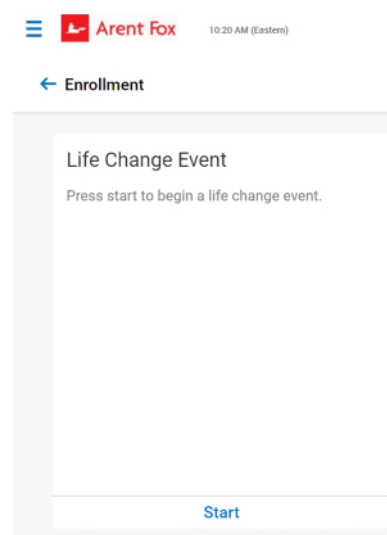 Arent Fox 10:20 AM (Eastern)
Enrollment
Life Change Event
Press start to begin a life change event.
Start